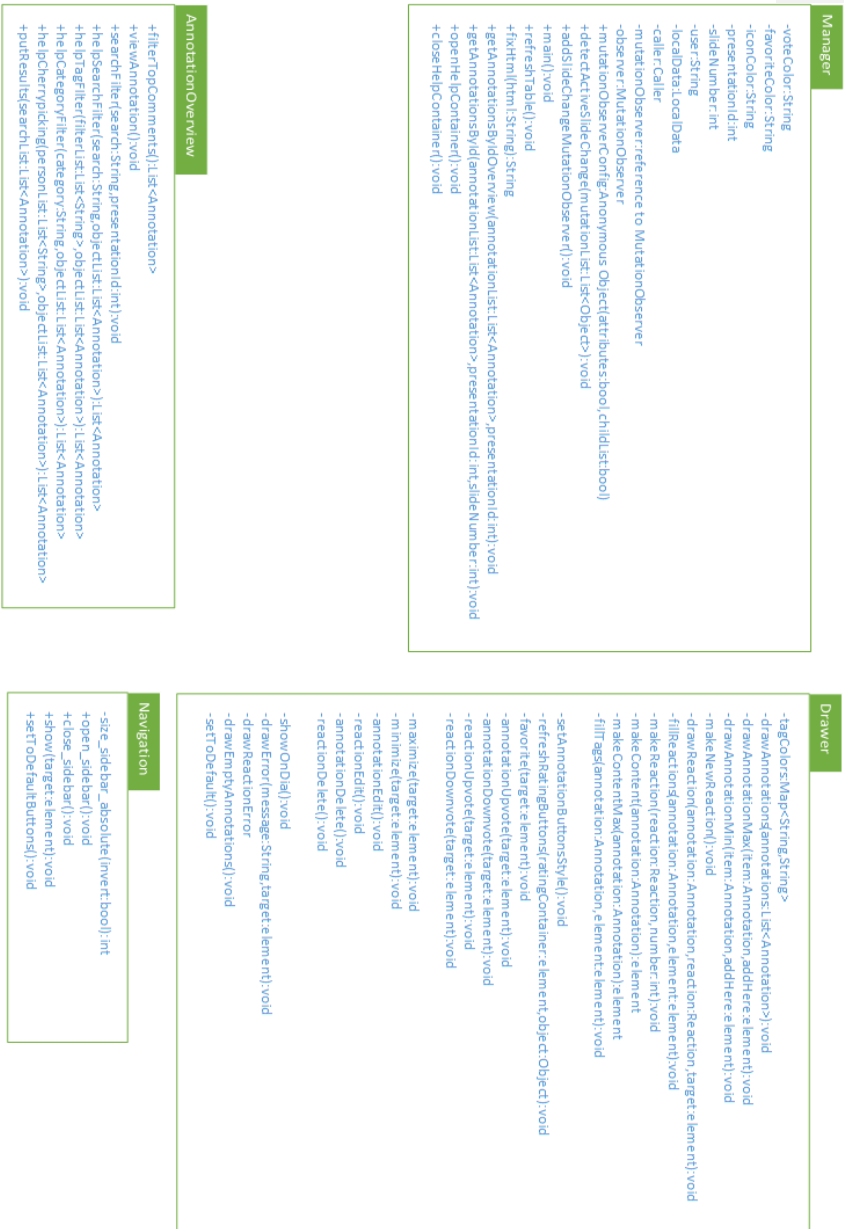 Manager
-voteColor:String
-favoriteColor:String
-iconColor:String
-presentationId:int
-slideNumber:int
-user:String
-localData:LocalData
-caller:Caller
-mutationObserver:reference to MutationObserver
-observer:MutationObserver
+mutationObserverConfig:Anonymous Object(attributes:bool,childList:bool)
+detectActiveSlideChange(mutationList:List<Object>):void
+addSlideChangeMutationObserver():void
+main():void
+refreshTable():void
+fixHtml(html:String):String
+getAnnotationsByIdOverview(annotationList:List<Annotation>,presentationId:int):void
+getAnnotationsById(annotationList:List<Annotation>,presentationId:int,slideNumber:int):void
+openHelpContainer():void
+closeHelpContainer():void
Drawer
-tagColors:Map<String,String>
-drawAnnotations(annotations:List<Annotation>):void
-drawAnnotationMax(item:Annotation,addHere:element):void
-drawAnnotationMin(item:Annotation,addHere:element):void
-makeNewReaction():void
-drawReaction(annotation:Annotation,reaction:Reaction,target:element):void
-fillReactions(annotation:Annotation,element:element):void
-makeReaction(reaction:Reaction,number:int):void
-makeContent(annotation:Annotation):element
-makeContentMax(annotation:Annotation):element
-fillTags(annotation:Annotation,element:element):void
-setAnnotationButtonsStyle():void
-refreshRatingButtons(ratingContainer:element,object:Object):void
-favorite(target:element):void
-annotationUpvote(target:element):void
-annotationDownvote(target:element):void
-reactionUpvote(target:element):void
-reactionDownvote(target:element):void
-maximize(target:element):void
-minimize(target:element):void
-annotationEdit():void
-reactionEdit():void
-annotationDelete():void
-reactionDelete():void
-showOnDia():void
-drawError(message:String,target:element):void
-drawReactionError
-drawEmptyAnnotations():void
-setToDefault():void
AnnotationOverview
+filterTopComments():List<Annotation>
+viewAnnotation():void
+searchFilter(search:String,presentationId:int):void
+helpSearchFilter(search:String,objectList:List<Annotation>):List<Annotation>
+helpTagFilter(filterList:List<String>,objectList:List<Annotation>):List<Annotation>
+helpCategoryFilter(category:String,objectList:List<Annotation>):List<Annotation>
+helpCherrypicking(personList:List<String>,objectList:List<Annotation>):List<Annotation>
+putResults(searchList:List<Annotation>):void
Navigation
-size_sidebar_absolute(invert:bool):int
+open_sidebar():void
+close_sidebar():void
+show(target:element):void
+setToDefaultButtons():void